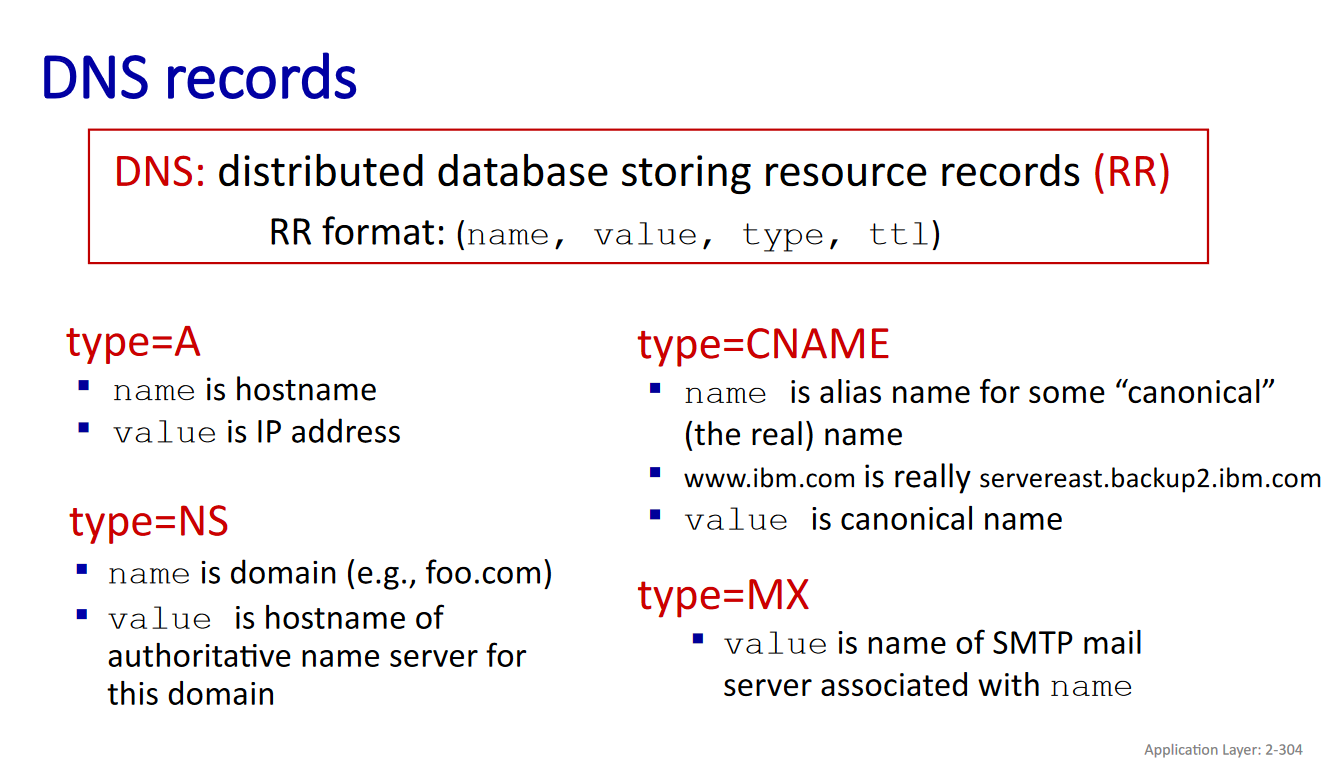 DNS records
DNS: distributed database storing resource records (RR)
RR format: (name, value, type, ttl)
type=A
name is hostname
value is IP address
type=NS
name is domain (e.g., foo.com)
value is hostname of
authoritative name server for
this domain
type=CNAME
name is alias name for some “canonical”
(the real) name
www.ibm.com is really servereast.backup2.ibm.com
value is canonical name
type=MX
value is name of SMTP mail
server associated with name
Application Layer: 2-304